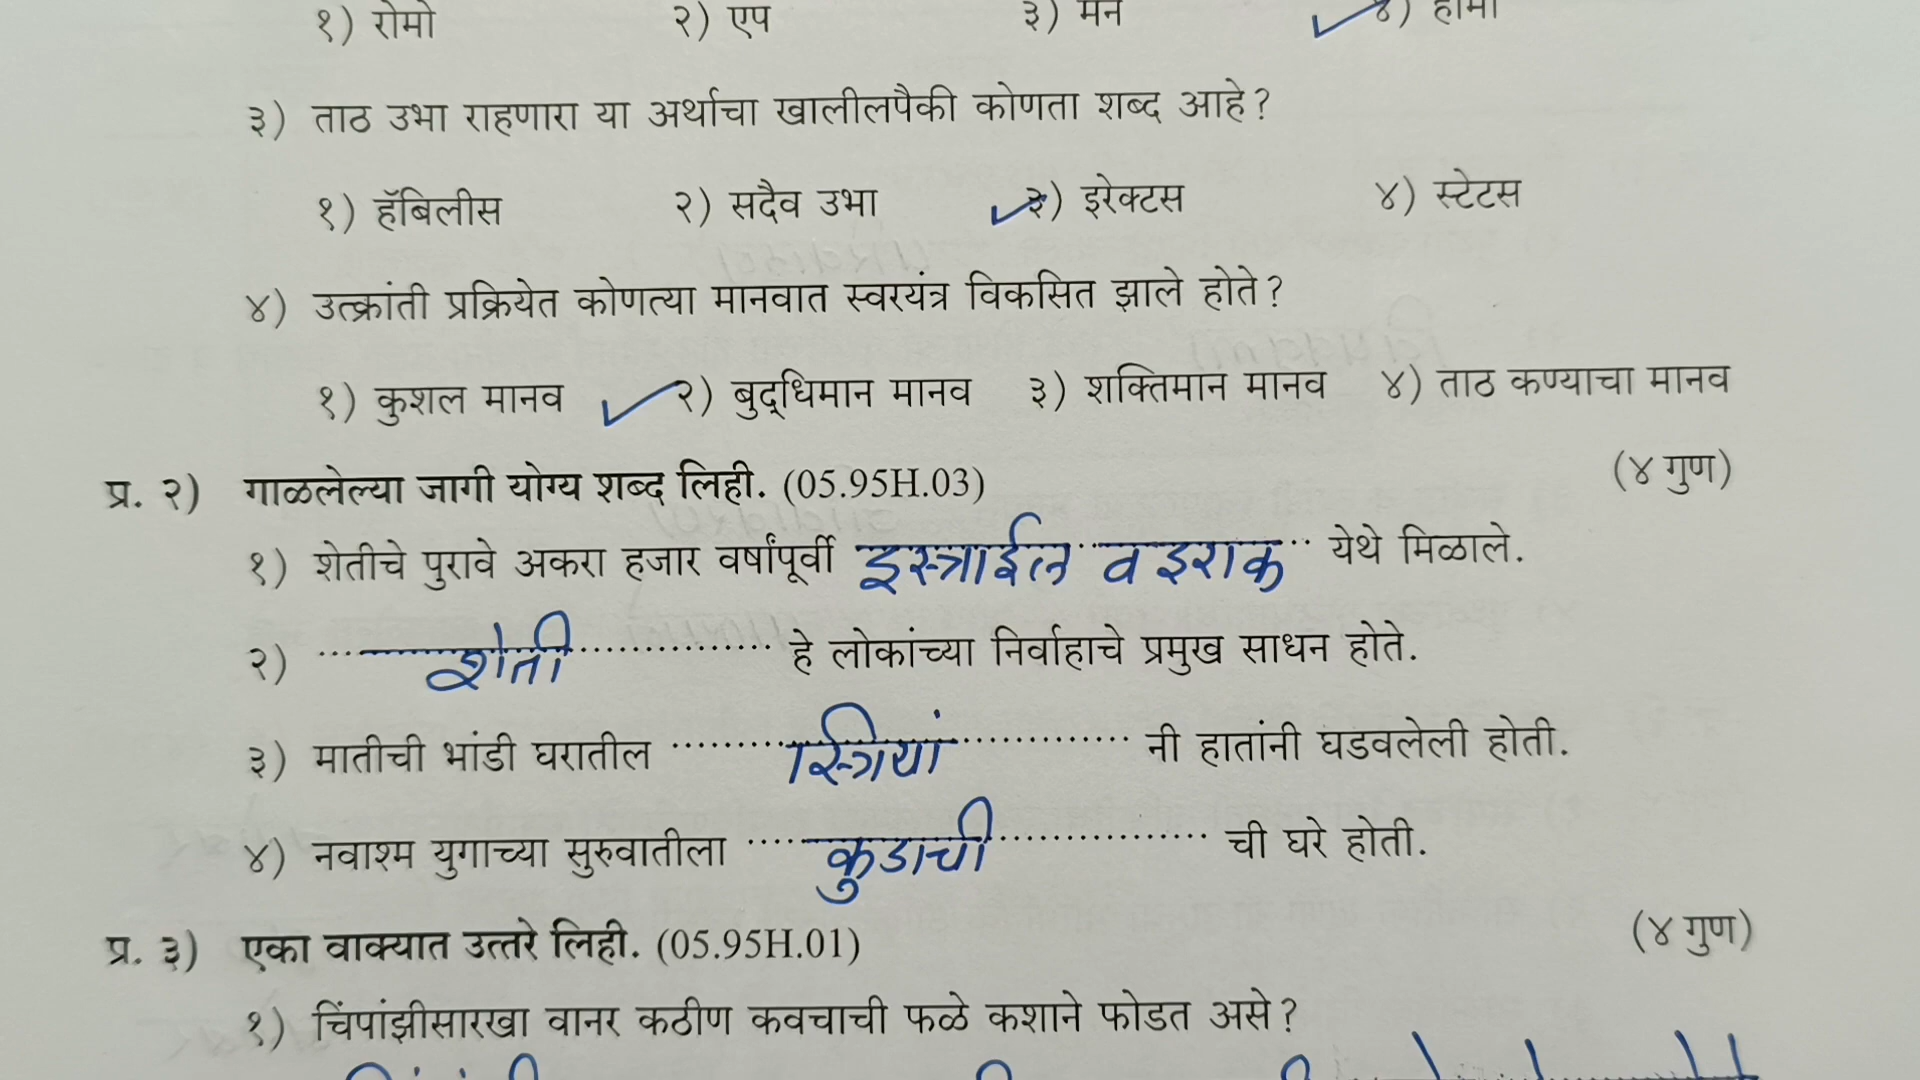 १) रोमो २) एप ३) मॅन ४) होमो
३) ताठ उभा राहणारा या अर्थाचा खालीलपैकी कोणता शब्द आहे?
१) हॅबिलीस २) सदैव उभा ३) इरेक्टस ४) स्टेटस
४) उत्क्रांती प्रक्रियेत कोणत्या मानवात स्वरयंत्र विकसित झाले होते?
१) कुशल मानव २) बुद्धिमान मानव ३) शक्तिमान मानव ४) ताठ कण्याचा मानव
प्र. २) गाळलेल्या जागी योग्य शब्द लिही. (05.95H.03) (४ गुण)
१) शेतीचे पुरावे अकरा हजार वर्षांपूर्वी इस्त्राईल व इराक येथे मिळाले.
२) शेती हे लोकांच्या निर्वाहाचे प्रमुख साधन होते.
३) मातीची भांडी घरातील स्त्रियां नी हातांनी घडवलेली होती.
४) नवाश्म युगाच्या सुरुवातीला कुडाची ची घरे होती.
प्र. ३) एका वाक्यात उत्तरे लिही. (05.95H.01) (४ गुण)
१) चिंपांझीसारखा वानर कठीण कवचाची फळे कशाने फोडत असे?